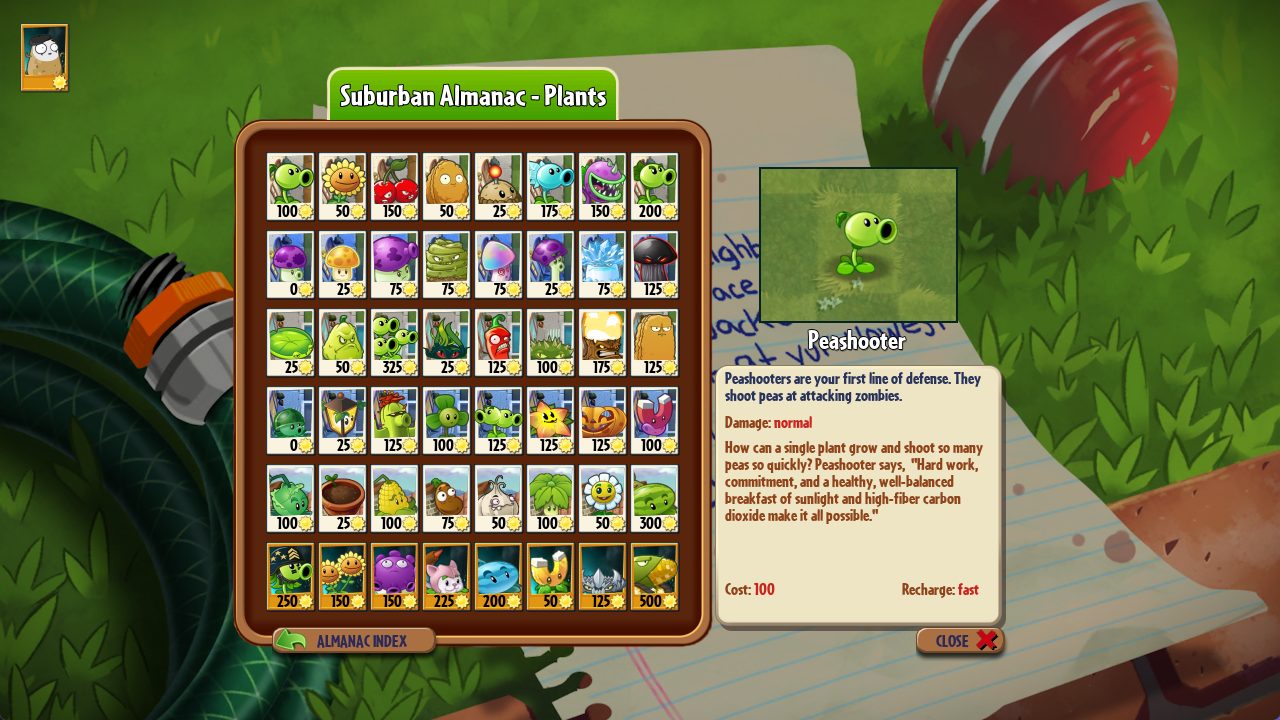 Suburban Almanac - Plants
100 50 150 50 25 175 150 200
0 25 75 75 75 25 75 125
25 50 325 25 125 100 175 125
0 25 125 100 125 125 125 100
100 25 100 75 50 100 50 300
250 150 150 225 200 50 125 500
ALMANAC INDEX
Peashooter
Peashooters are your first line of defense. They
shoot peas at attacking zombies.
Damage: normal
How can a single plant grow and shoot so many
peas so quickly? Peashooter says, "Hard work,
commitment, and a healthy, well-balanced
breakfast of sunlight and high-fiber carbon
dioxide make it all possible."
Cost: 100
Recharge: fast
CLOSE